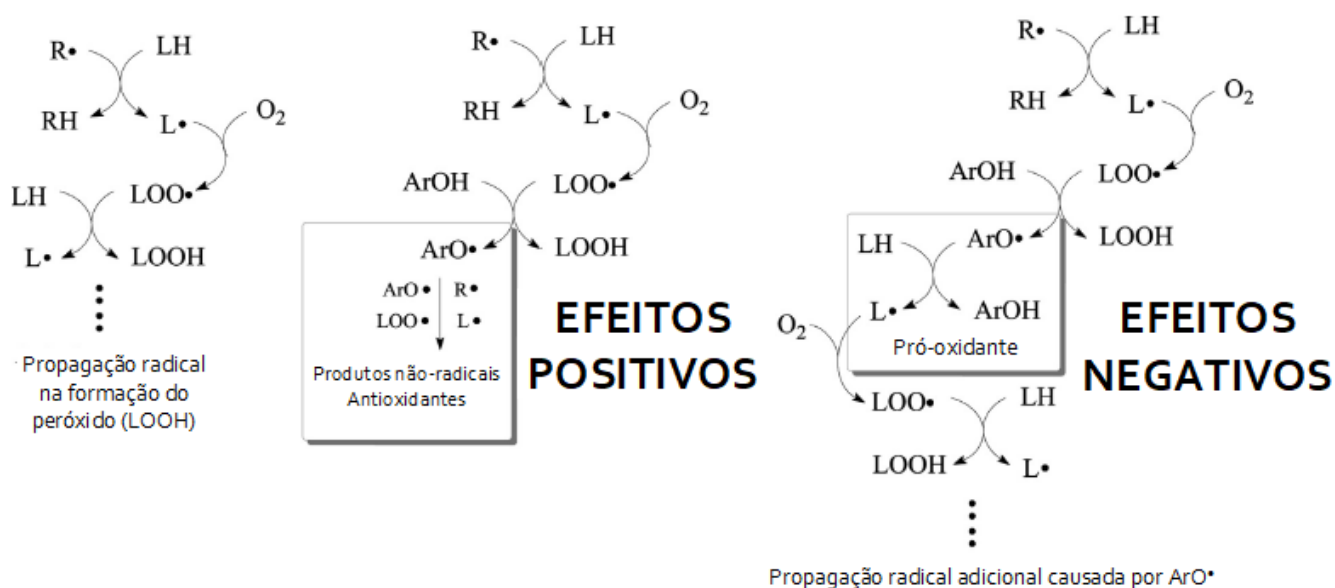 R• LH
RH L• O₂
LH LOO•
L• LOOH
Propagação radical
na formação do
peróxido (LOOH)
R• LH
RH L• O₂
ArOH LOO•
ArO• LOOH
ArO• R•
LOO• L•
Produtos não-radicais
Antioxidantes
EFEITOS
POSITIVOS
R• LH
RH L• O₂
ArOH LOO•
LH ArO• LOOH
L• ArOH
Pró-oxidante
O₂
LOO• LH
LOOH L•
EFEITOS
NEGATIVOS
Propagação radical adicional causada por ArO•